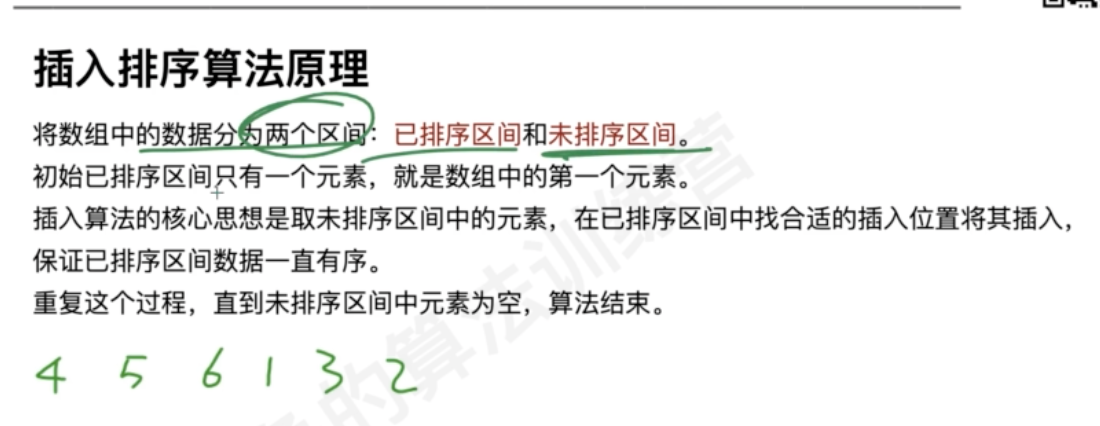 插入排序算法原理
将数组中的数据分为两个区间：已排序区间和未排序区间。
初始已排序区间只有一个元素，就是数组中的第一个元素。
插入算法的核心思想是取未排序区间中的元素，在已排序区间中找合适的插入位置将其插入，
保证已排序区间数据一直有序。
重复这个过程，直到未排序区间中元素为空，算法结束。
4 5 6 1 3 2
的算法训练营